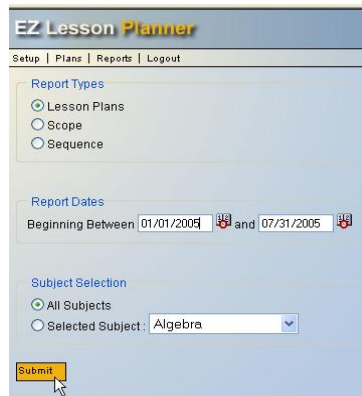 EZ Lesson Planner
Setup | Plans | Reports | Logout
Report Types
Lesson Plans
Scope
Sequence
Report Dates
Beginning Between 01/01/2005 and 07/31/2005
Subject Selection
All Subjects
Selected Subject : Algebra
Submit